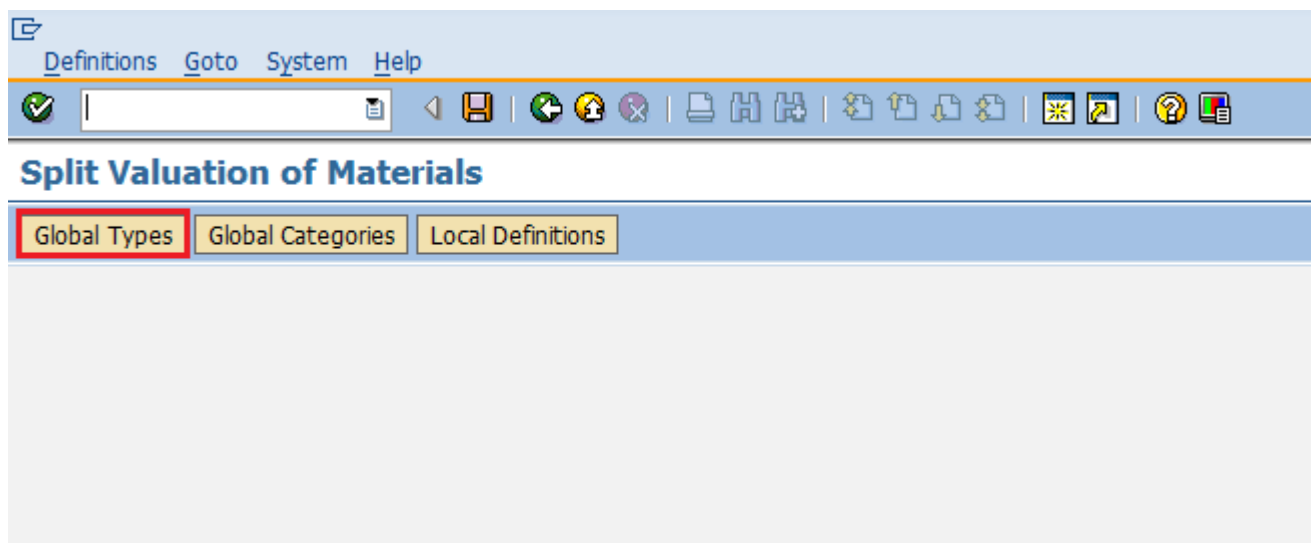 Definitions Goto System Help
Split Valuation of Materials
Global Types Global Categories Local Definitions